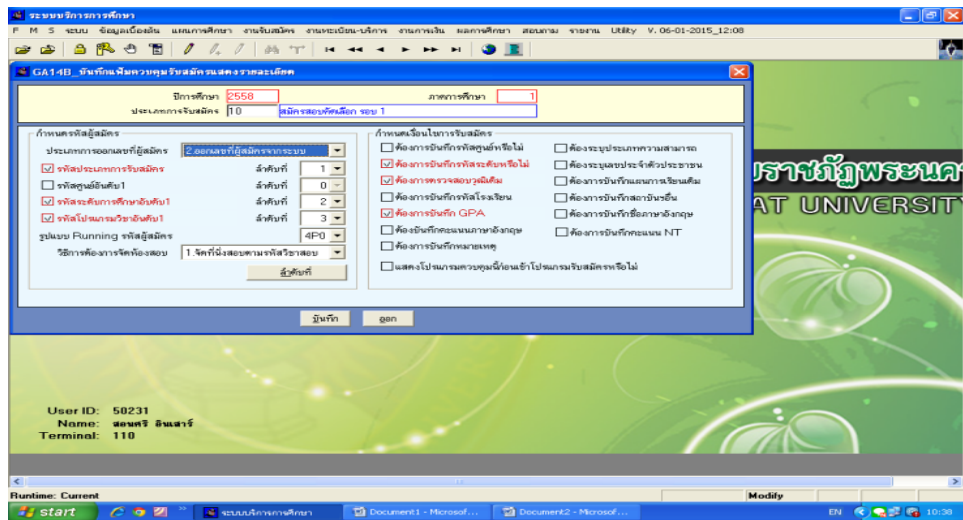 ระบบบริการการศึกษา
F M S ระบบ ข้อมูลเบื้องต้น แผนการศึกษา งานรับสมัคร งานทะเบียน-บริการ งานการเงิน ผลการศึกษา สอบถาม รายงาน Utility V. 06-01-2015_12:08
GA14B_บันทึกแฟ้มควบคุมรับสมัครแสดงรายละเอียด
ปีการศึกษา 2558 ภาคการศึกษา 1
ประเภทการรับสมัคร 10 สมัครสอบคัดเลือก รอบ 1
กำหนดรหัสผู้สมัคร
ประเภทการออกเลขที่ผู้สมัคร 2.ออกเลขที่ผู้สมัครจากระบบ
รหัสประเภทการรับสมัคร ลำดับที่ 1
รหัสศูนย์อันดับ1 ลำดับที่ 0
รหัสระดับการศึกษาอันดับ1 ลำดับที่ 2
รหัสโปรแกรมวิชาอันดับ1 ลำดับที่ 3
รูปแบบ Running รหัสผู้สมัคร 4P0
วิธีการต้องการจัดห้องสอบ 1.จัดที่นั่งสอบตามรหัสวิชาสอบ
ลำดับที่
กำหนดเงื่อนไขการรับสมัคร
ต้องการบันทึกรหัสศูนย์หรือไม่ ต้องระบุประเภทความสามารถ
ต้องการบันทึกรหัสระดับหรือไม่ ต้องระบุเลขประจำตัวประชาชน
ต้องการตรวจสอบวุฒิเดิม ต้องการบันทึกแผนการเรียนเดิม
ต้องการบันทึกรหัสโรงเรียน ต้องการบันทึกสถาบันรับอื่น
ต้องการบันทึก GPA ต้องการบันทึกชื่อภาษาอังกฤษ
ต้องบันทึกคะแนนภาษาอังกฤษ ต้องการบันทึกคะแนน NT
ต้องการบันทึกหมายเหตุ
แสดงโปรแกรมควบคุมนี้ก่อนเข้าโปรแกรมรับสมัครหรือไม่
บันทึก ออก
บราชภัฏพระนคร
AT UNIVERSITY
User ID: 50231
Name: สอนศรี อินเสาร์
Terminal: 110
Runtime: Current Modify
start ระบบบริการการศึกษา Document1 - Microsof... Document2 - Microsof... EN 10:38